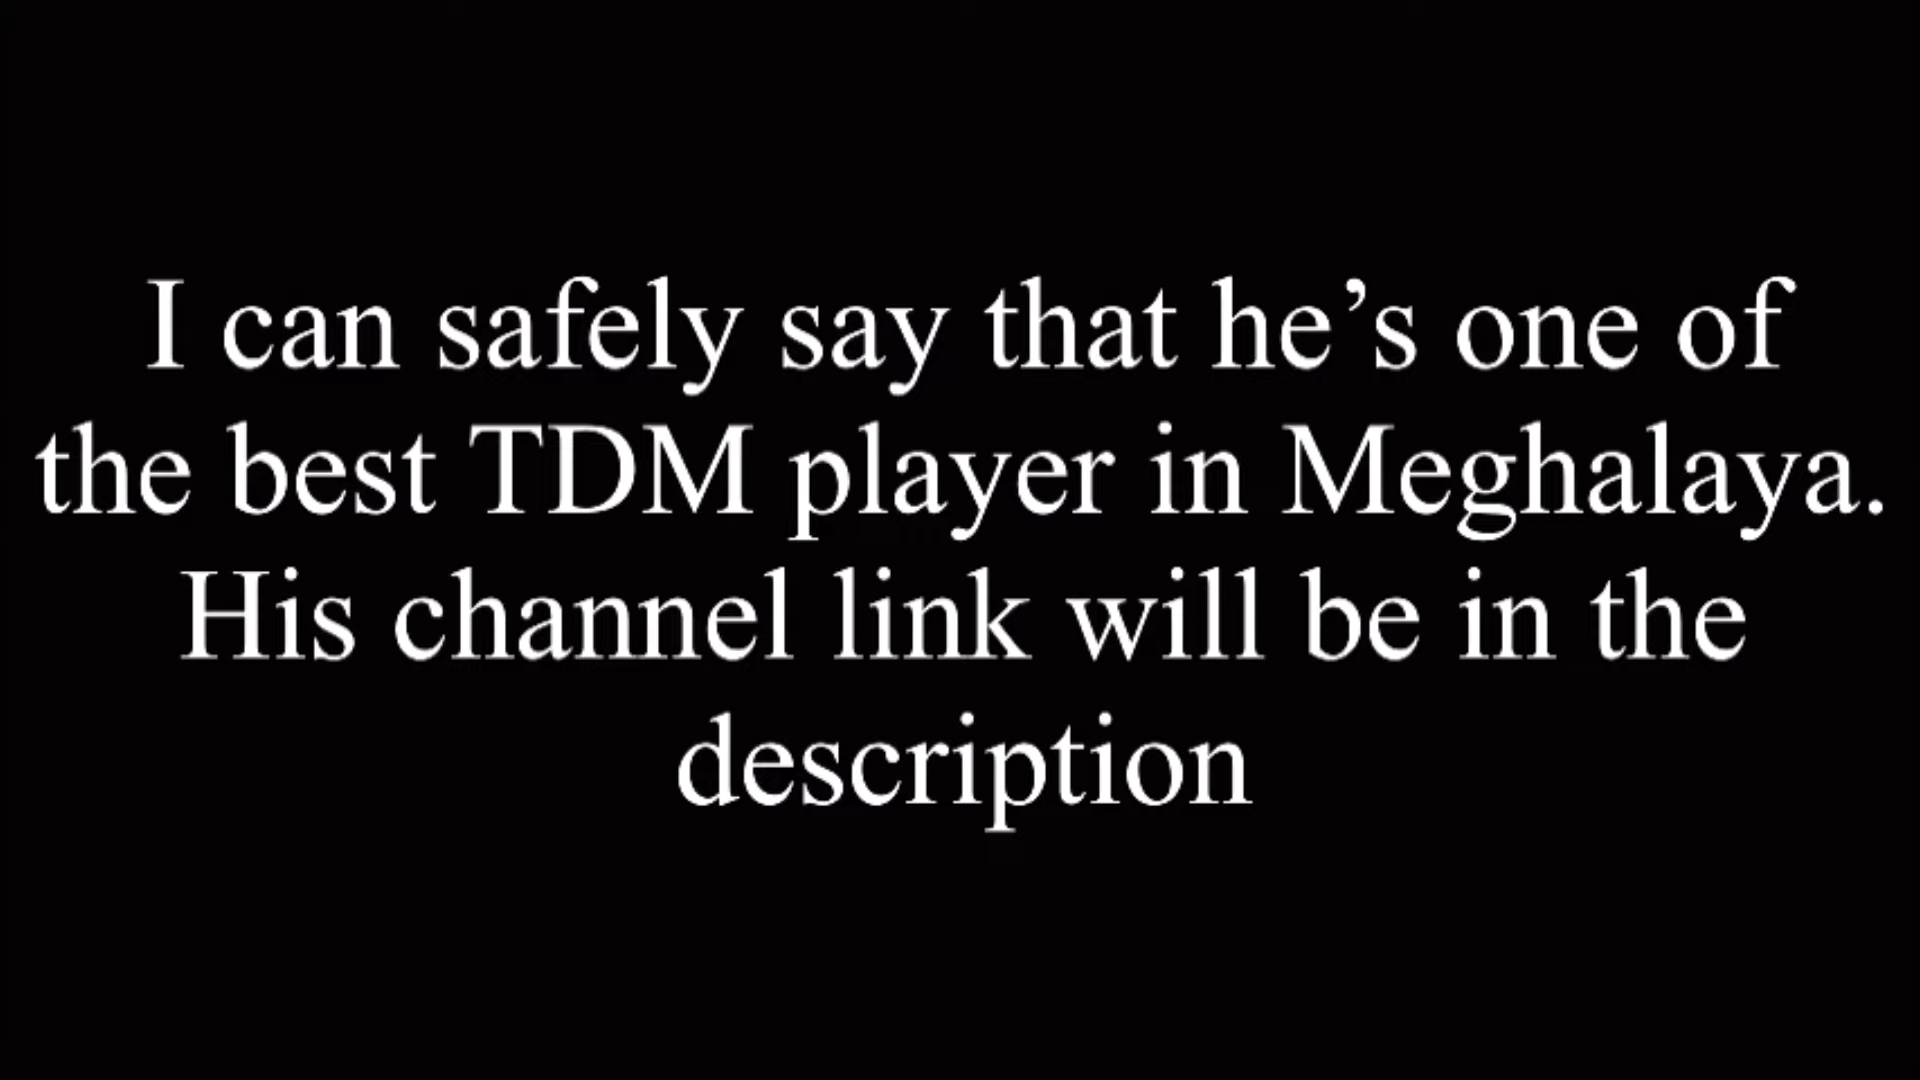 I can safely say that he’s one of
the best TDM player in Meghalaya.
His channel link will be in the
description